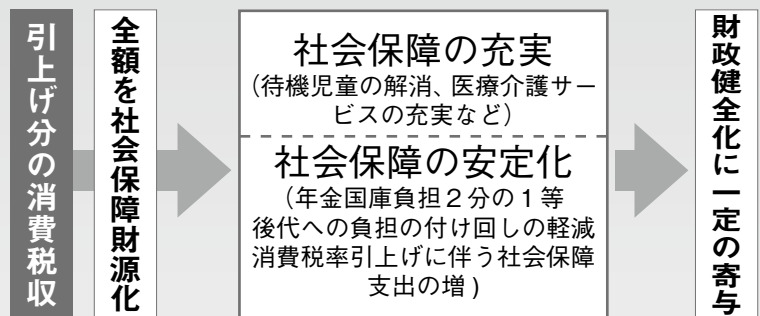 引上げ分の消費税収
全額を社会保障財源化
社会保障の充実
（待機児童の解消、医療介護サー
ビスの充実など）
社会保障の安定化
（年金国庫負担２分の１等
後代への負担の付け回しの軽減
消費税率引上げに伴う社会保障
支出の増）
財政健全化に一定の寄与